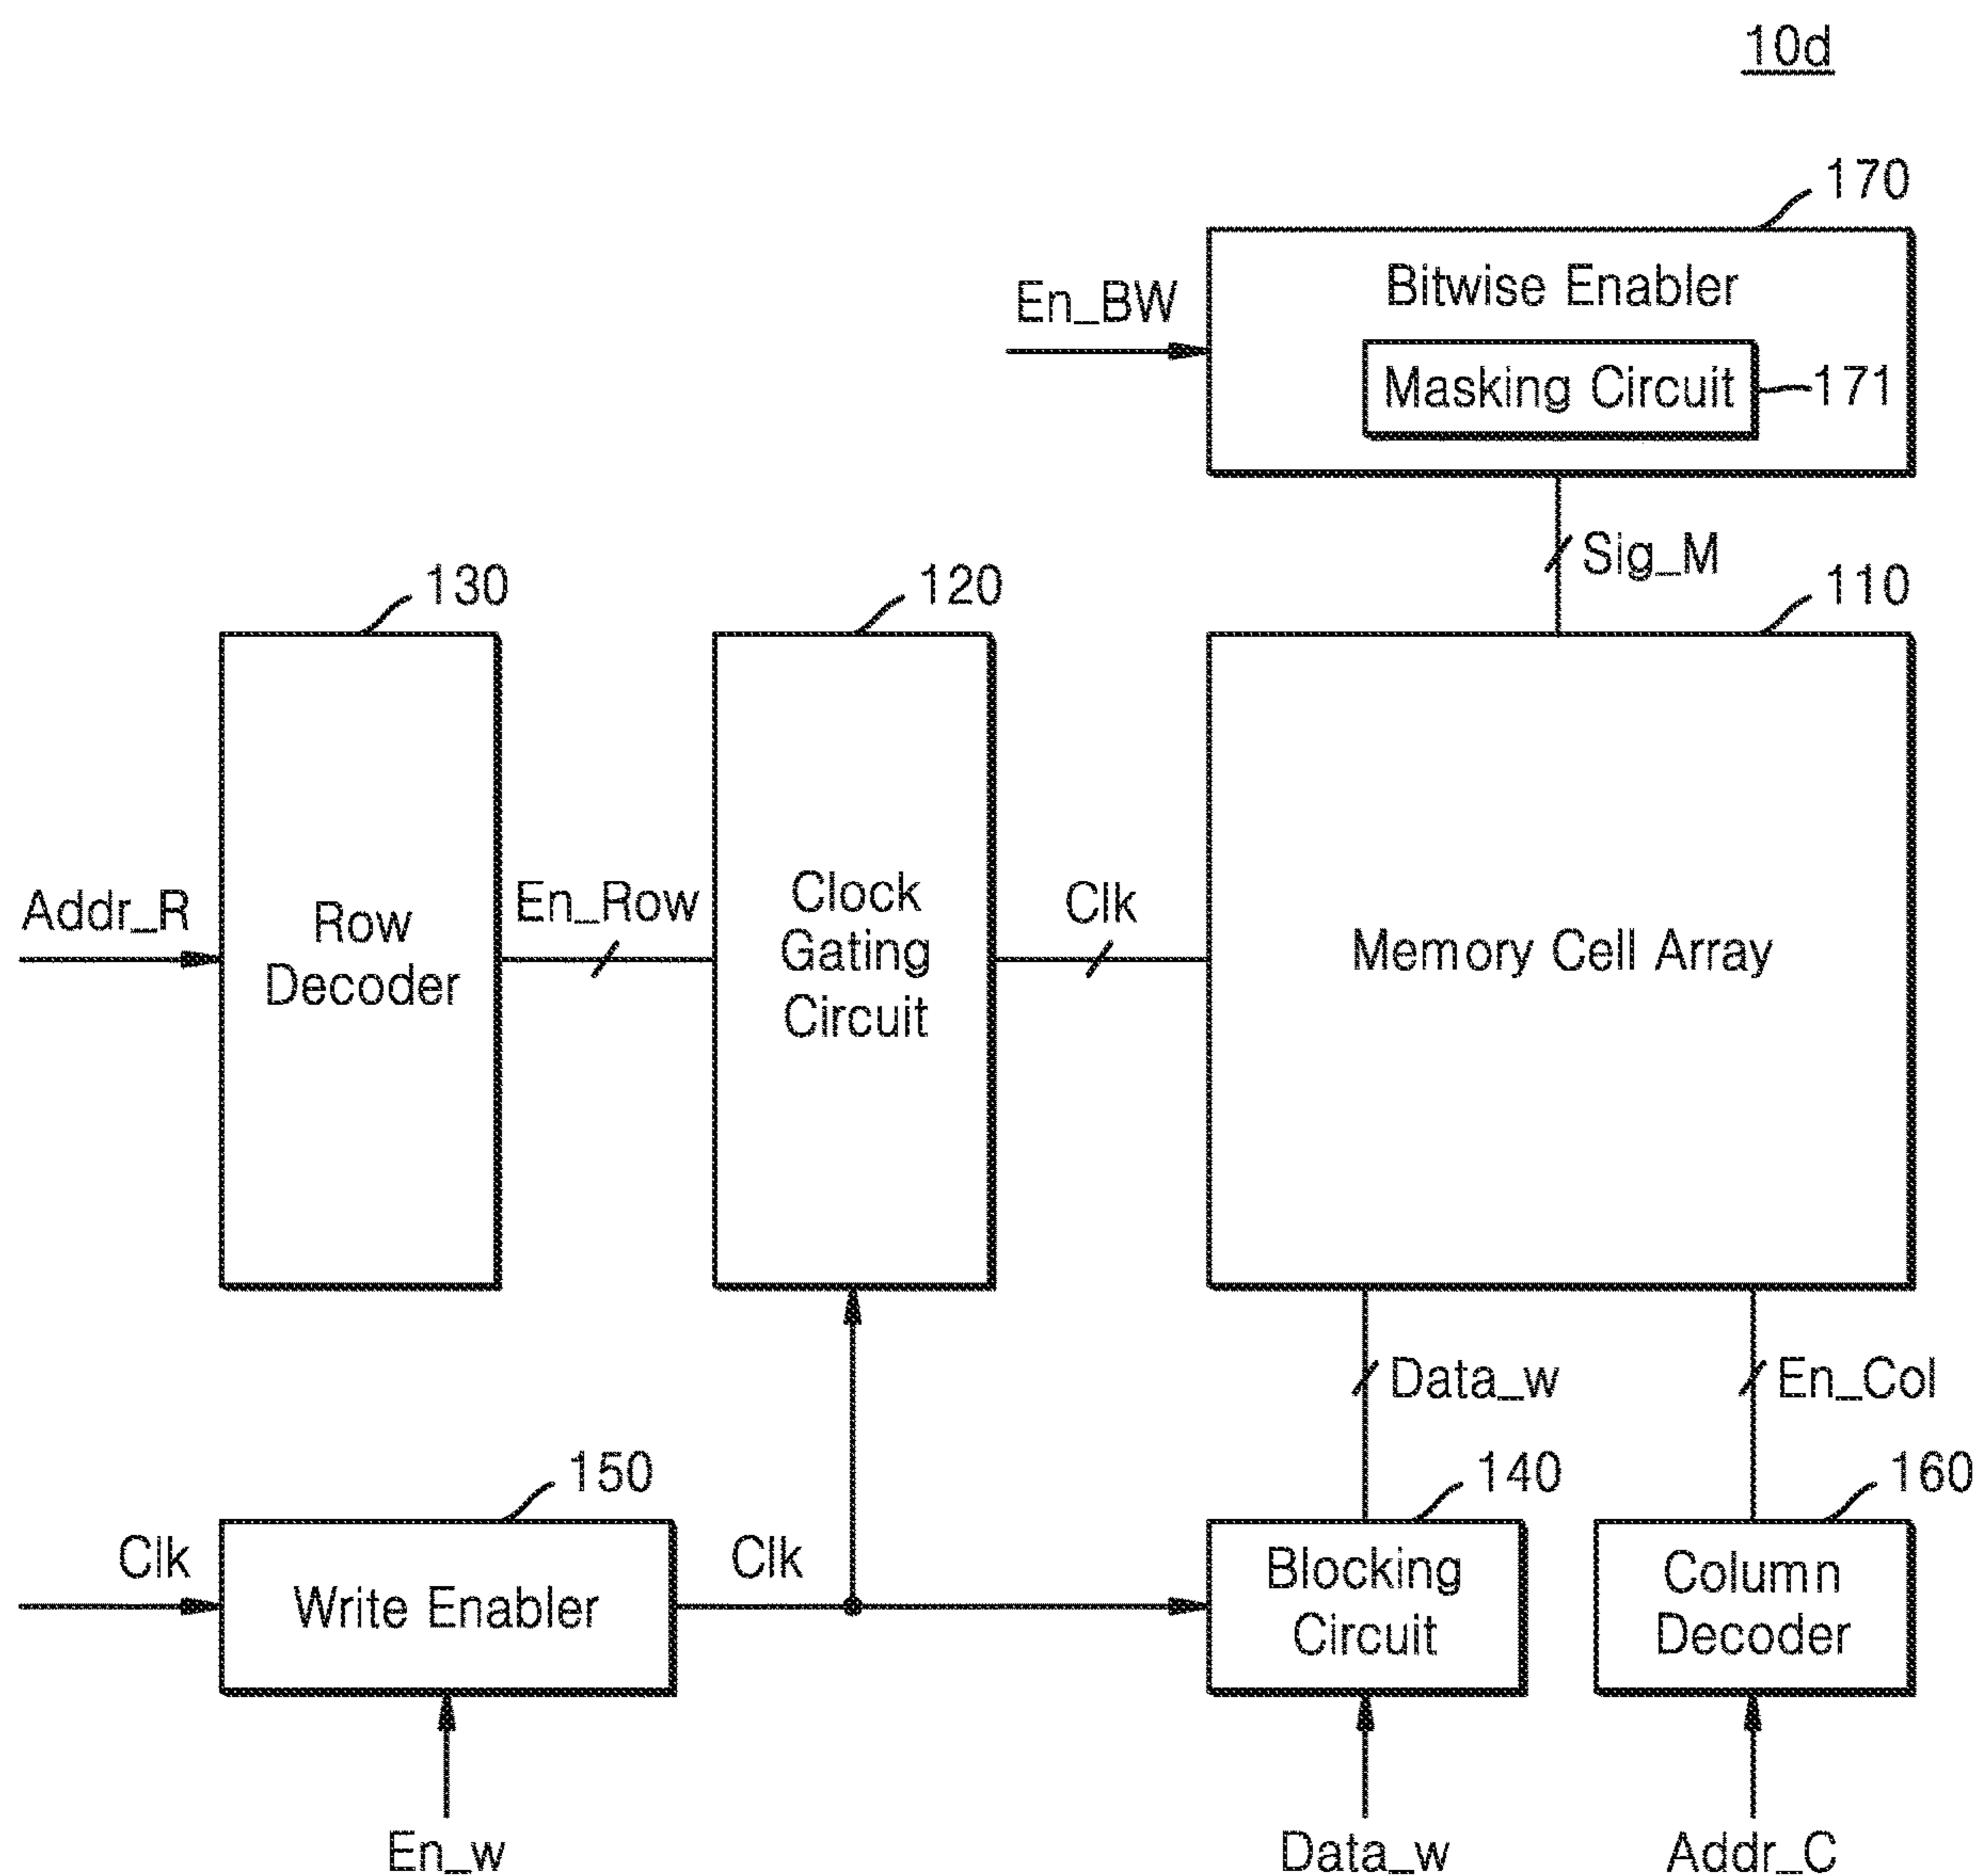 10d
170
Bitwise Enabler
En_BW
Masking Circuit
171
Sig_M
130
120
110
Addr_R
Row
Decoder
En_Row
Clock
Gating
Circuit
Clk
Memory Cell Array
Data_w
En_Col
150
140
160
Clk
Write Enabler
Clk
Blocking
Circuit
Column
Decoder
En_w
Data_w
Addr_C